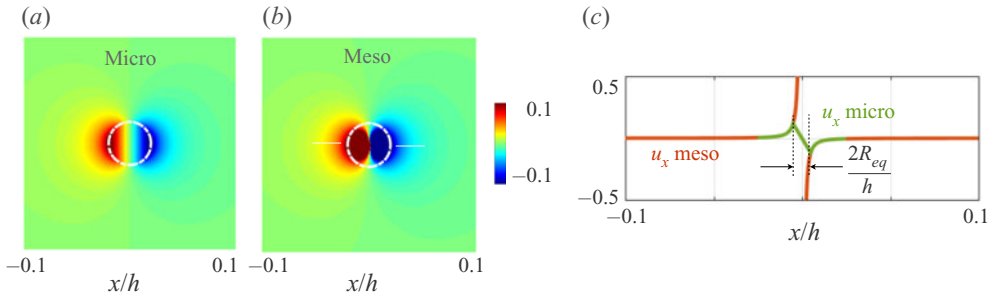 (a)
Micro
−0.1
0.1
x/h
(b)
Meso
−0.1
0.1
x/h
0.1
−0.1
(c)
0.5
−0.5
u_x micro
u_x meso
2R_eq
h
−0.1
0.1
x/h